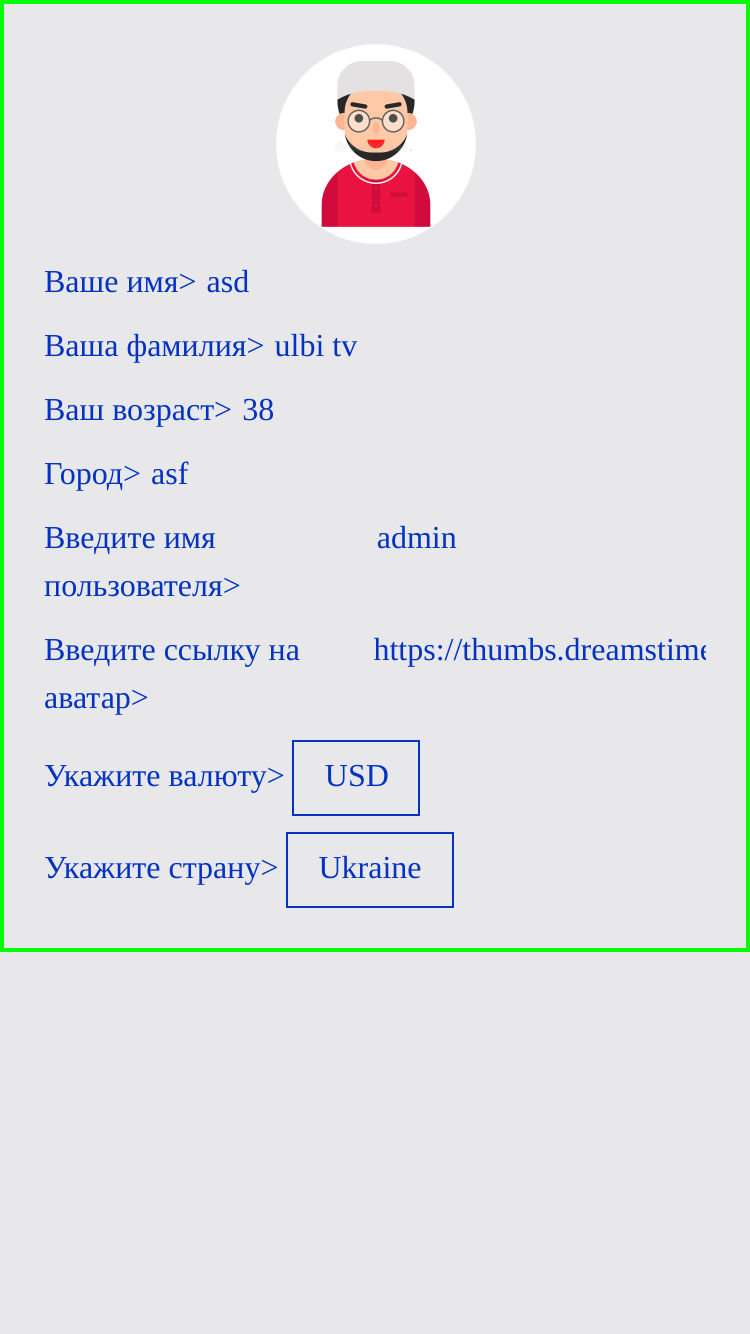 Ваше имя> asd
Ваша фамилия> ulbi tv
Ваш возраст> 38
Город> asf
Введите имя admin
пользователя>
Введите ссылку на https://thumbs.dreamstime
аватар>
Укажите валюту> USD
Укажите страну> Ukraine